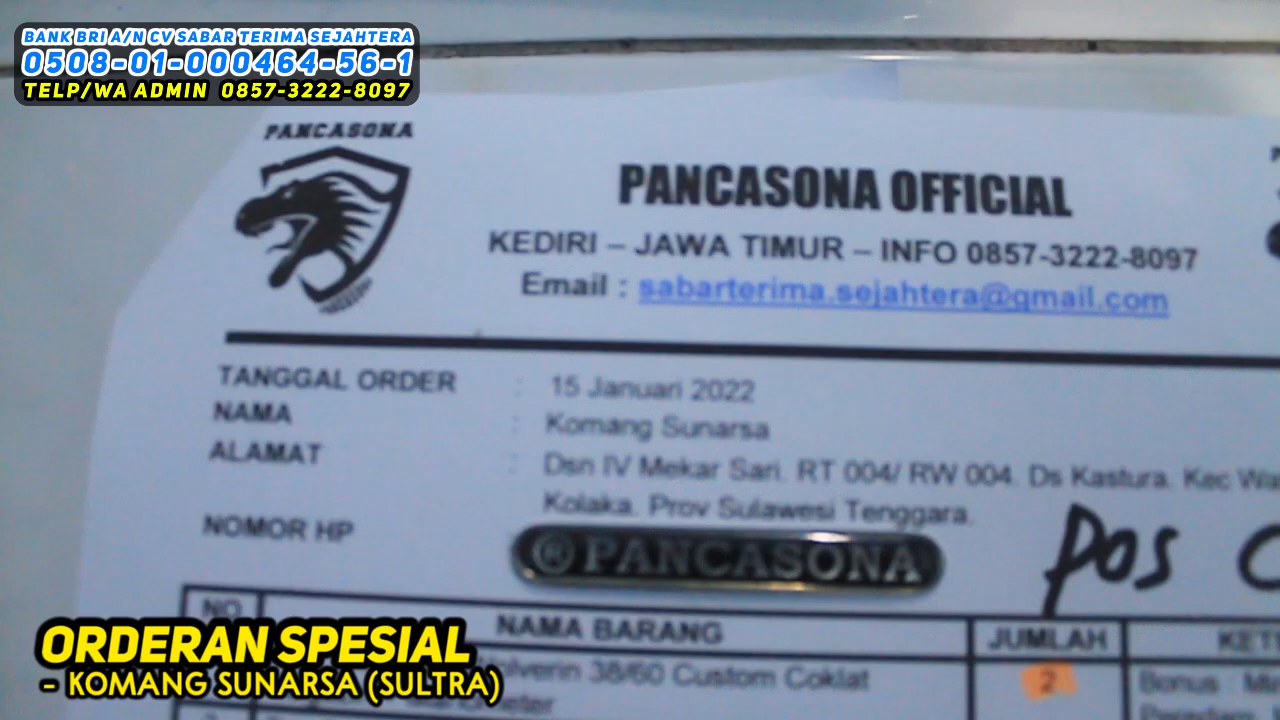 BANK BRI A/N CV SABAR TERIMA SEJAHTERA
0508-01-000464-56-1
TELP/WA ADMIN 0857-3222-8097
PANCASONA
PANCASONA OFFICIAL
KEDIRI – JAWA TIMUR – INFO 0857-3222-8097
Email : sabarterima.sejahtera@gmail.com
TANGGAL ORDER : 15 Januari 2022
NAMA : Komang Sunarsa
ALAMAT : Dsn IV Mekar Sari. RT 004/ RW 004. Ds Kastura. Kec
Kolaka. Prov Sulawesi Tenggara.
NOMOR HP
® PANCASONA
pos
NO NAMA BARANG JUMLAH
38/60 Custom Coklat 2 Bonus
ORDERAN SPESIAL
- KOMANG SUNARSA (SULTRA)